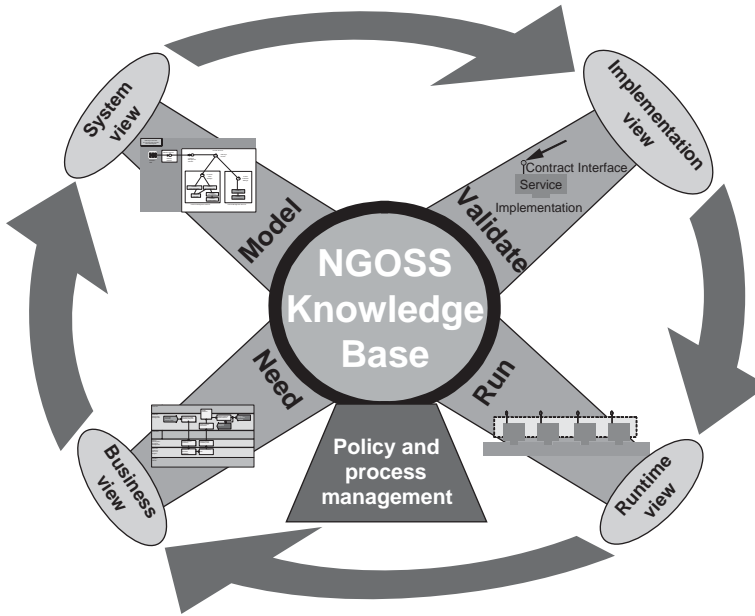 System
view
Implementation
view
Contract Interface
Service
Implementation
Model
Validate
NGOSS
Knowledge
Base
Need
Run
Policy and
process
management
Business
view
Runtime
view